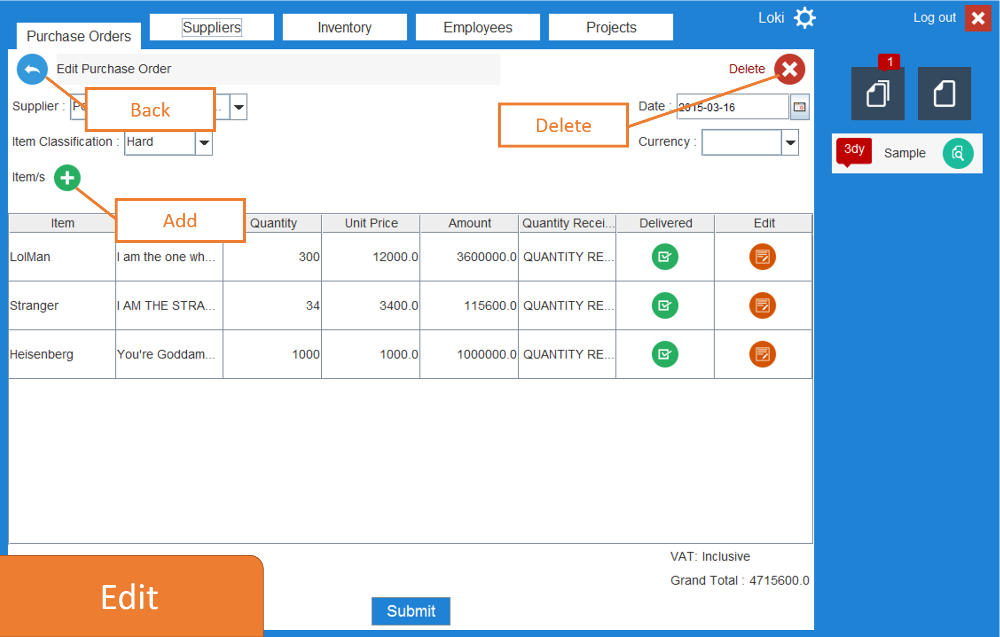 Purchase Orders Suppliers Inventory Employees Projects Loki Log out
Edit Purchase Order Delete 1
Supplier : Back .. Date : 2015-03-16
Delete
Item Classification : Hard Currency :
3dy Sample
Item/s
Add
Item Quantity Unit Price Amount Quantity Recei... Delivered Edit
LolMan I am the one wh... 300 12000.0 3600000.0 QUANTITY RE...
Stranger I AM THE STRA... 34 3400.0 115600.0 QUANTITY RE...
Heisenberg You're Goddam... 1000 1000.0 1000000.0 QUANTITY RE...
VAT: Inclusive
Grand Total : 4715600.0
Edit
Submit